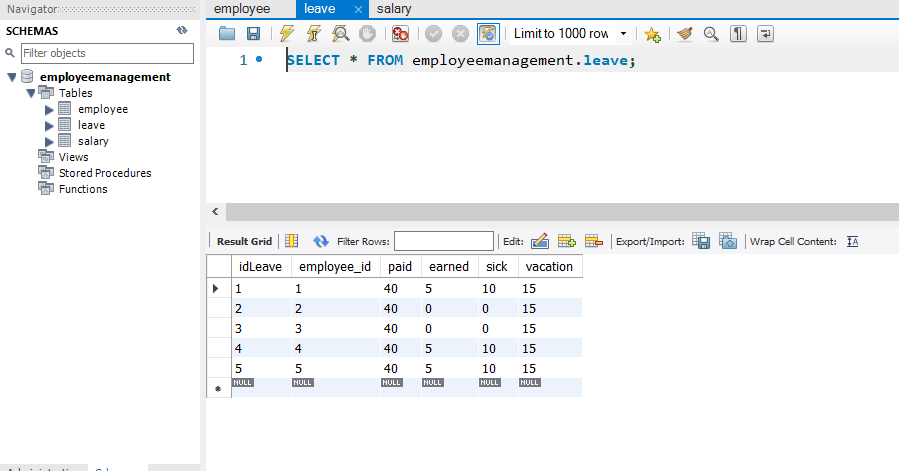 Navigator
SCHEMAS
Filter objects
employeemanagement
Tables
employee
leave
salary
Views
Stored Procedures
Functions
employee leave salary
Limit to 1000 row
1 SELECT * FROM employeemanagement.leave;
Result Grid Filter Rows: Edit: Export/Import: Wrap Cell Content:
idLeave employee_id paid earned sick vacation
1 1 40 5 10 15
2 2 40 0 0 15
3 3 40 0 0 15
4 4 40 5 10 15
5 5 40 5 10 15
NULL NULL NULL NULL NULL NULL